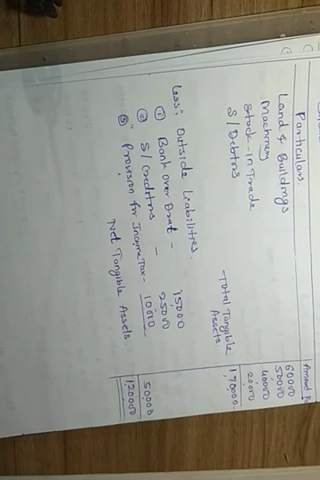 Particulars. Amount
Land & Buildings 60000
Machinery 50000
Stock-in Trade 40000
S/Debtors 20000
-Total Tangible Assets 170000
Less: Outside Liabilities.
① Bank over Draft - 15000
② S/Creditors - 25000
③ Provision for Income Tax - 10000 50000
Net Tangible Assets. 120000